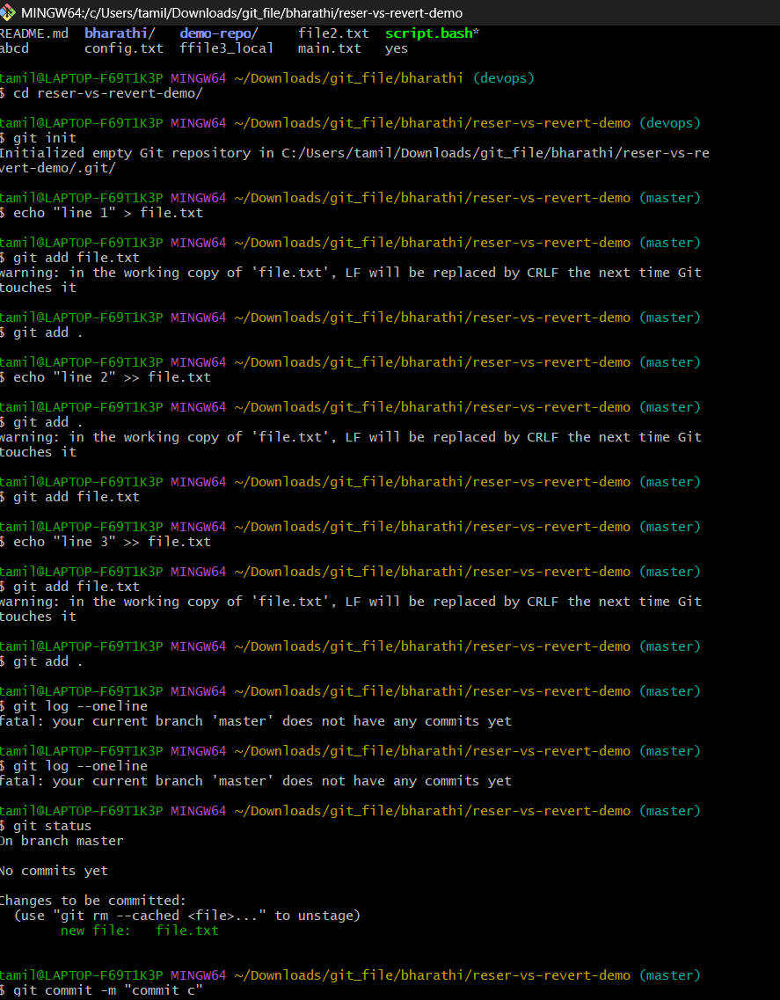 MINGW64:/c/Users/tamil/Downloads/git_file/bharathi/reser-vs-revert-demo
README.md  bharathi/   demo-repo/     file2.txt  script.bash*
abcd       config.txt  ffile3_local   main.txt   yes
tamil@LAPTOP-F69T1K3P MINGW64 ~/Downloads/git_file/bharathi (devops)
$ cd reser-vs-revert-demo/
tamil@LAPTOP-F69T1K3P MINGW64 ~/Downloads/git_file/bharathi/reser-vs-revert-demo (devops)
$ git init
Initialized empty Git repository in C:/Users/tamil/Downloads/git_file/bharathi/reser-vs-re
vert-demo/.git/
tamil@LAPTOP-F69T1K3P MINGW64 ~/Downloads/git_file/bharathi/reser-vs-revert-demo (master)
$ echo "line 1" > file.txt
tamil@LAPTOP-F69T1K3P MINGW64 ~/Downloads/git_file/bharathi/reser-vs-revert-demo (master)
$ git add file.txt
warning: in the working copy of 'file.txt', LF will be replaced by CRLF the next time Git
touches it
tamil@LAPTOP-F69T1K3P MINGW64 ~/Downloads/git_file/bharathi/reser-vs-revert-demo (master)
$ git add .
tamil@LAPTOP-F69T1K3P MINGW64 ~/Downloads/git_file/bharathi/reser-vs-revert-demo (master)
$ echo "line 2" >> file.txt
tamil@LAPTOP-F69T1K3P MINGW64 ~/Downloads/git_file/bharathi/reser-vs-revert-demo (master)
$ git add .
warning: in the working copy of 'file.txt', LF will be replaced by CRLF the next time Git
touches it
tamil@LAPTOP-F69T1K3P MINGW64 ~/Downloads/git_file/bharathi/reser-vs-revert-demo (master)
$ git add file.txt
tamil@LAPTOP-F69T1K3P MINGW64 ~/Downloads/git_file/bharathi/reser-vs-revert-demo (master)
$ echo "line 3" >> file.txt
tamil@LAPTOP-F69T1K3P MINGW64 ~/Downloads/git_file/bharathi/reser-vs-revert-demo (master)
$ git add file.txt
warning: in the working copy of 'file.txt', LF will be replaced by CRLF the next time Git
touches it
tamil@LAPTOP-F69T1K3P MINGW64 ~/Downloads/git_file/bharathi/reser-vs-revert-demo (master)
$ git add .
tamil@LAPTOP-F69T1K3P MINGW64 ~/Downloads/git_file/bharathi/reser-vs-revert-demo (master)
$ git log --oneline
fatal: your current branch 'master' does not have any commits yet
tamil@LAPTOP-F69T1K3P MINGW64 ~/Downloads/git_file/bharathi/reser-vs-revert-demo (master)
$ git log --oneline
fatal: your current branch 'master' does not have any commits yet
tamil@LAPTOP-F69T1K3P MINGW64 ~/Downloads/git_file/bharathi/reser-vs-revert-demo (master)
$ git status
On branch master
No commits yet
Changes to be committed:
  (use "git rm --cached <file>..." to unstage)
        new file:   file.txt
tamil@LAPTOP-F69T1K3P MINGW64 ~/Downloads/git_file/bharathi/reser-vs-revert-demo (master)
$ git commit -m "commit c"